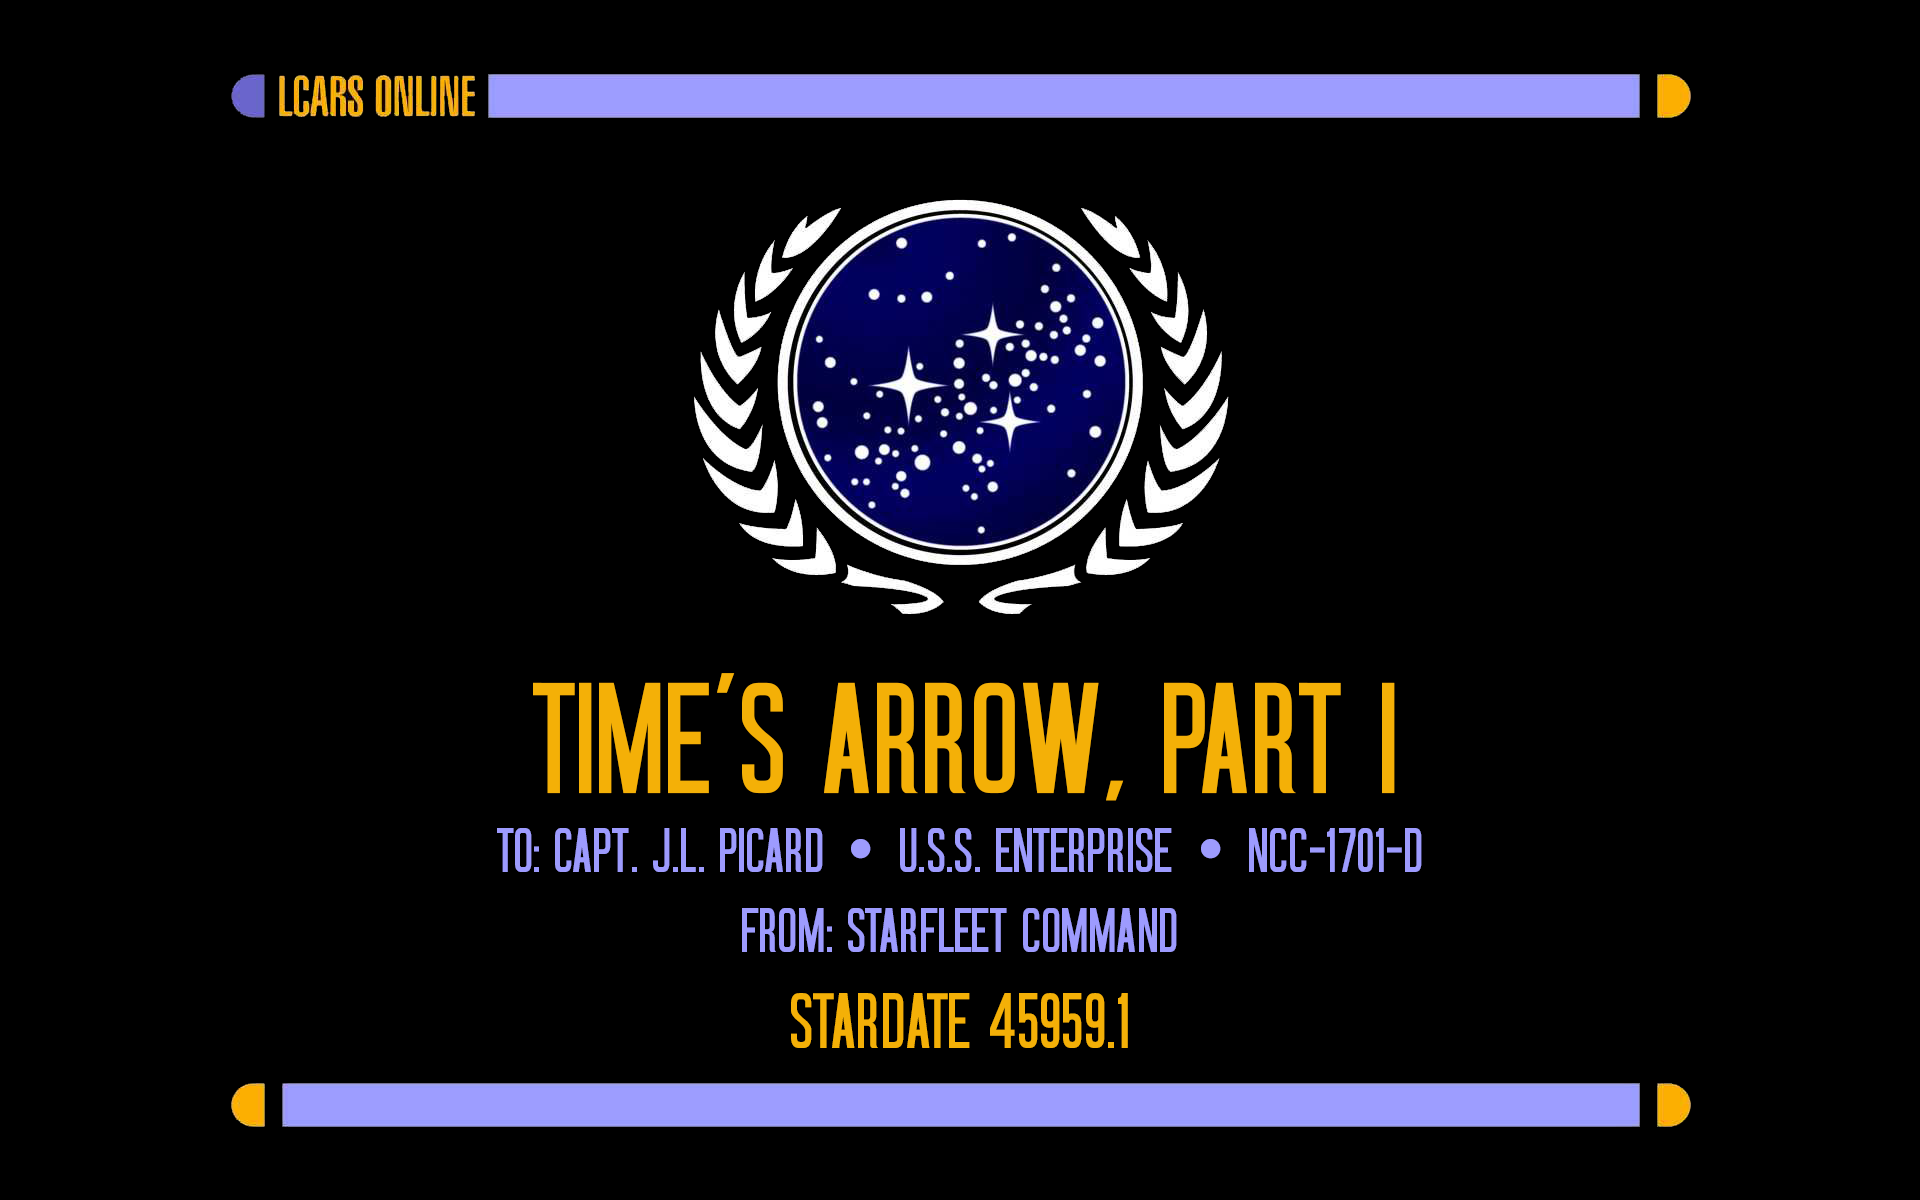 LCARS ONLINE
TIME'S ARROW, PART I
TO: CAPT. J.L. PICARD • U.S.S. ENTERPRISE • NCC-1701-D
FROM: STARFLEET COMMAND
STARDATE 45959.1